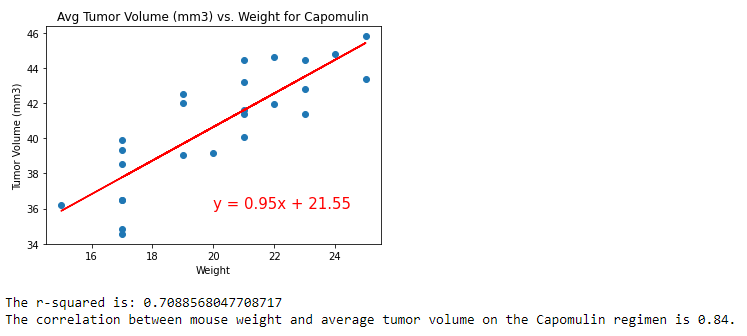 Avg Tumor Volume (mm3) vs. Weight for Capomulin
46
44
42
40
38
36
34
Tumor Volume (mm3)
y = 0.95x + 21.55
16 18 20 22 24
Weight
The r-squared is: 0.7088568047708717
The correlation between mouse weight and average tumor volume on the Capomulin regimen is 0.84.